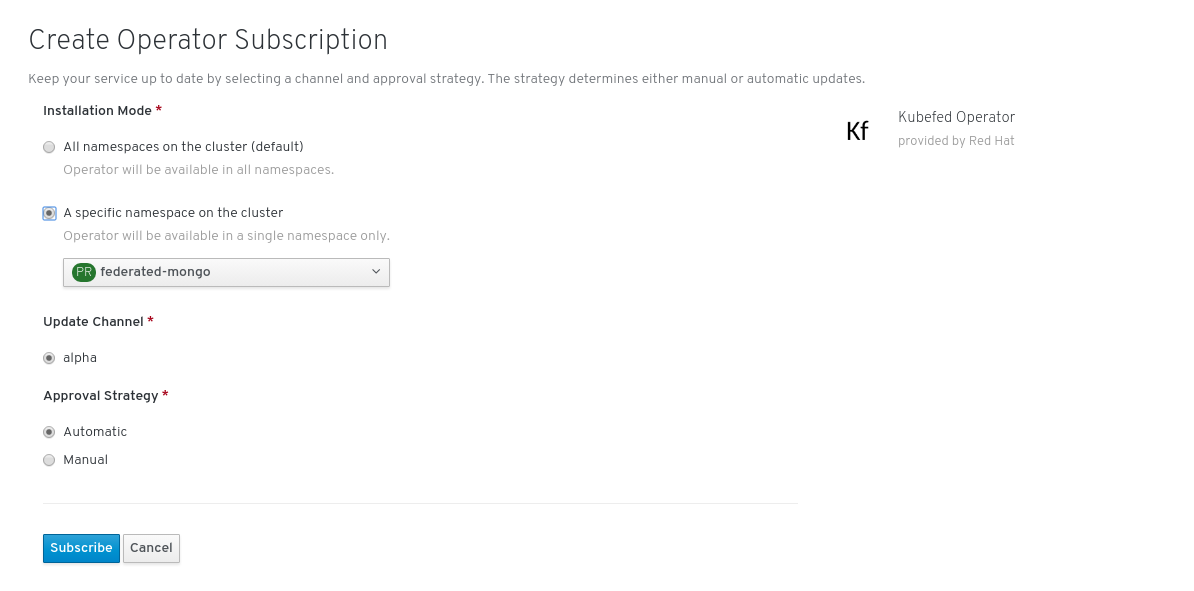 Create Operator Subscription
Keep your service up to date by selecting a channel and approval strategy. The strategy determines either manual or automatic updates.
Installation Mode *
All namespaces on the cluster (default)
Operator will be available in all namespaces.
A specific namespace on the cluster
Operator will be available in a single namespace only.
PR federated-mongo
Update Channel *
alpha
Approval Strategy *
Automatic
Manual
Subscribe Cancel
Kf
Kubefed Operator
provided by Red Hat